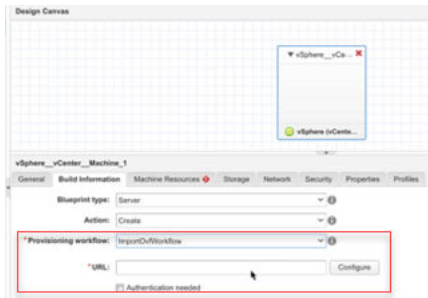 Design Canvas
vSphere__vCe...
vSphere (vCente...
vSphere__vCenter__Machine_1
General Build Information Machine Resources Storage Network Security Properties Profiles
Blueprint type: Server
Action: Create
*Provisioning workflow: ImportOvfWorkflow
*URL: Configure
Authentication needed